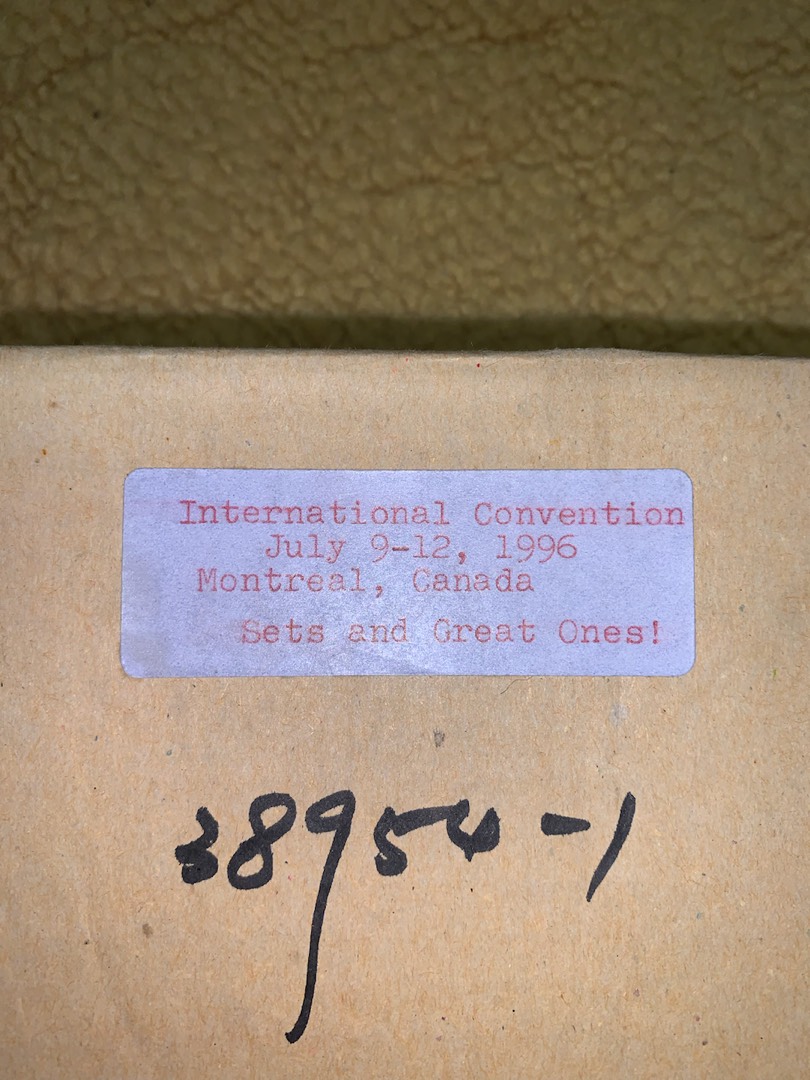 International Convention
July 9-12, 1996
Montreal, Canada
Sets and Great Ones!
38954-1